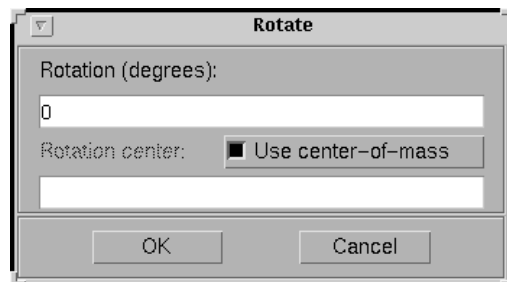 Rotate
Rotation (degrees):
0
Rotation center: Use center-of-mass
OK Cancel